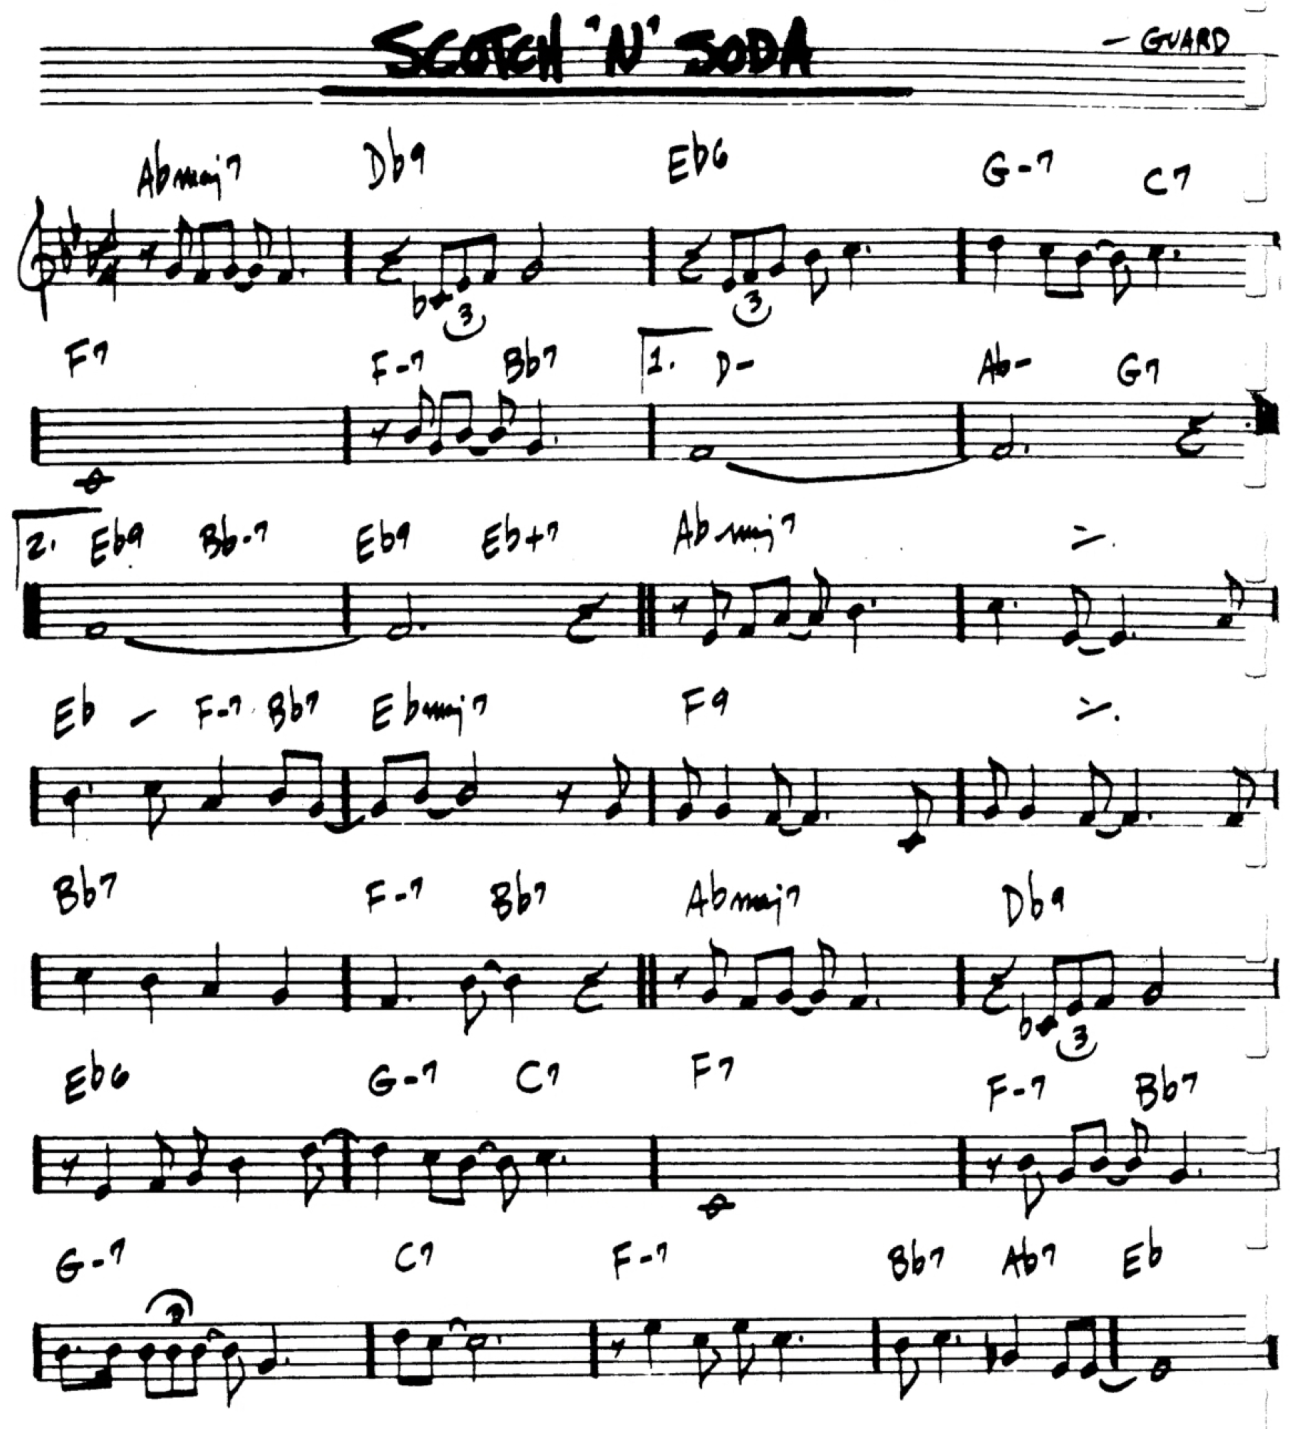 SCOTCH 'N' SODA – GUARD
Abmaj7 Db9 Eb6 G-7 C7
3 3
F7 F-7 Bb7 1. D- Ab- G7
2. Eb9 Bb-7 Eb9 Eb+7 Abmaj7
Eb – F-7 Bb7 Ebmaj7 F9
Bb7 F-7 Bb7 Abmaj7 Db9
3
Eb6 G-7 C7 F7 F-7 Bb7
G-7 C7 F-7 Bb7 Ab7 Eb
3